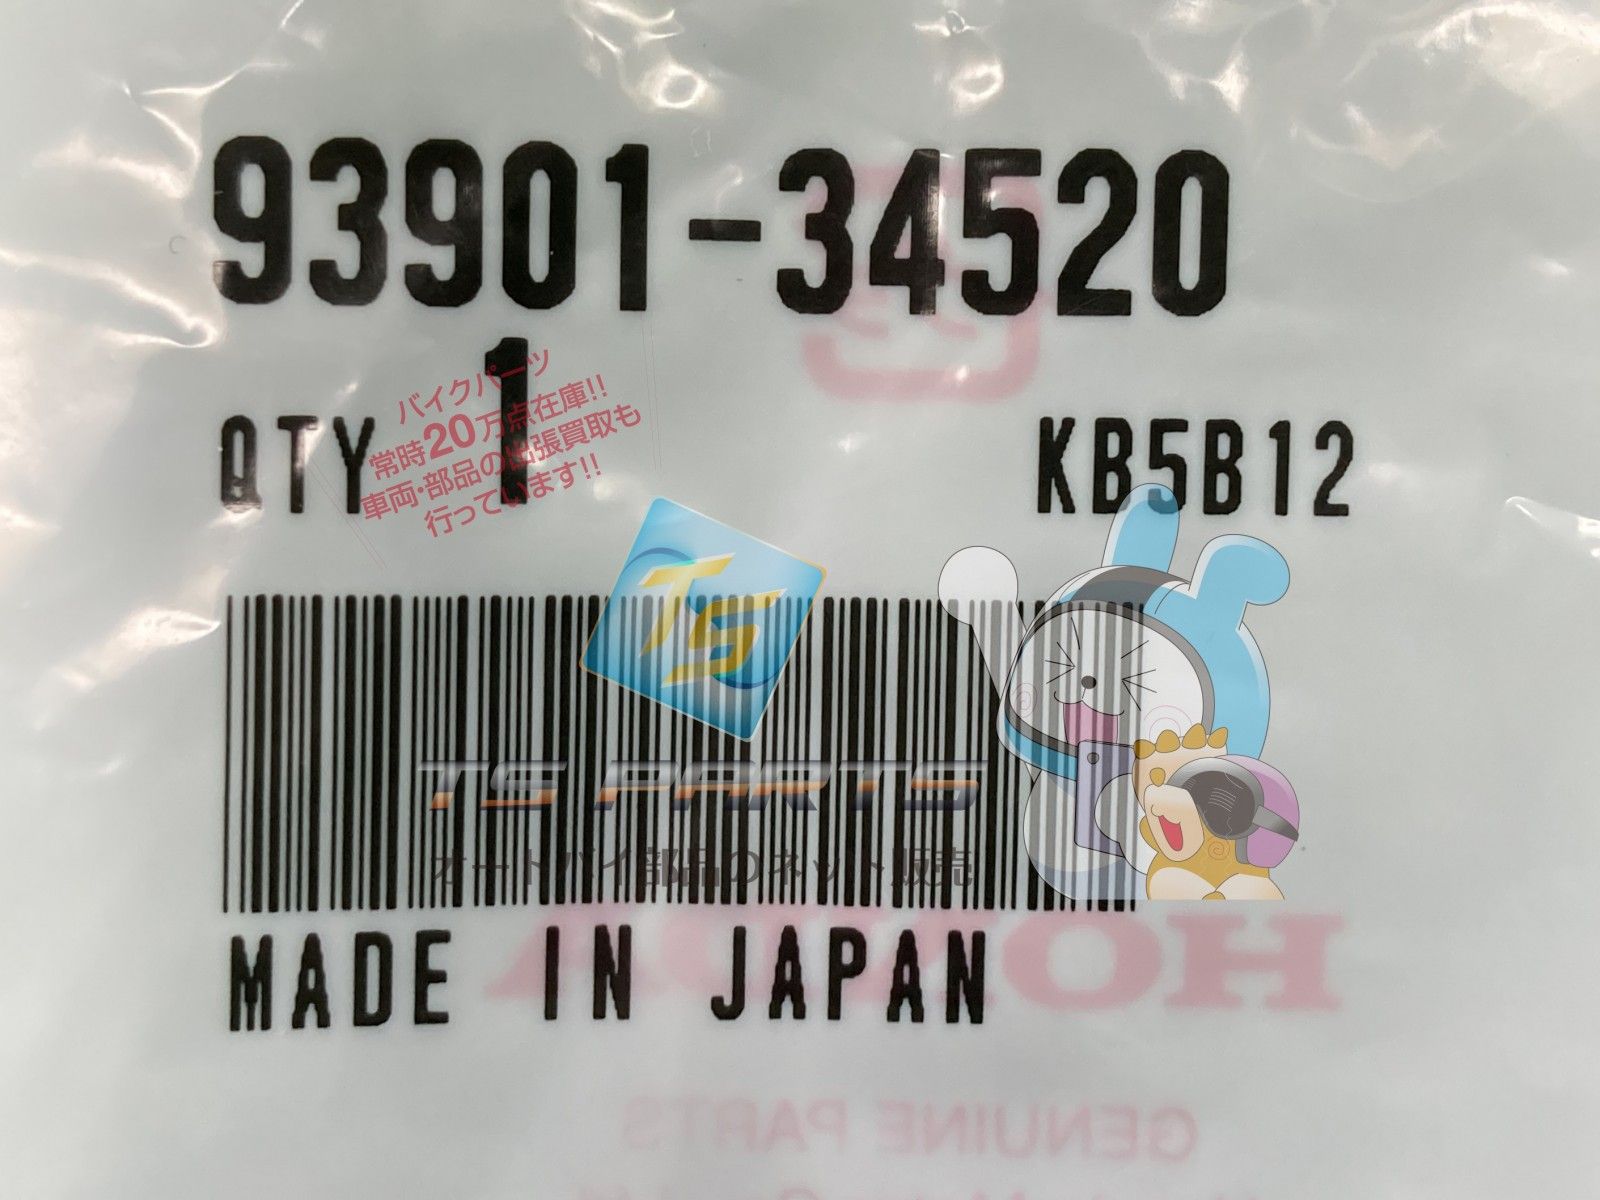 93901-34520
QTY 1 KB5B12
バイクパーツ
常時20万点在庫!!
車両・部品の出張買取も
行っています!!
TS
TS PARTS
オートバイ部品のネット販売
MADE IN JAPAN
HONDA
GENUINE PARTS